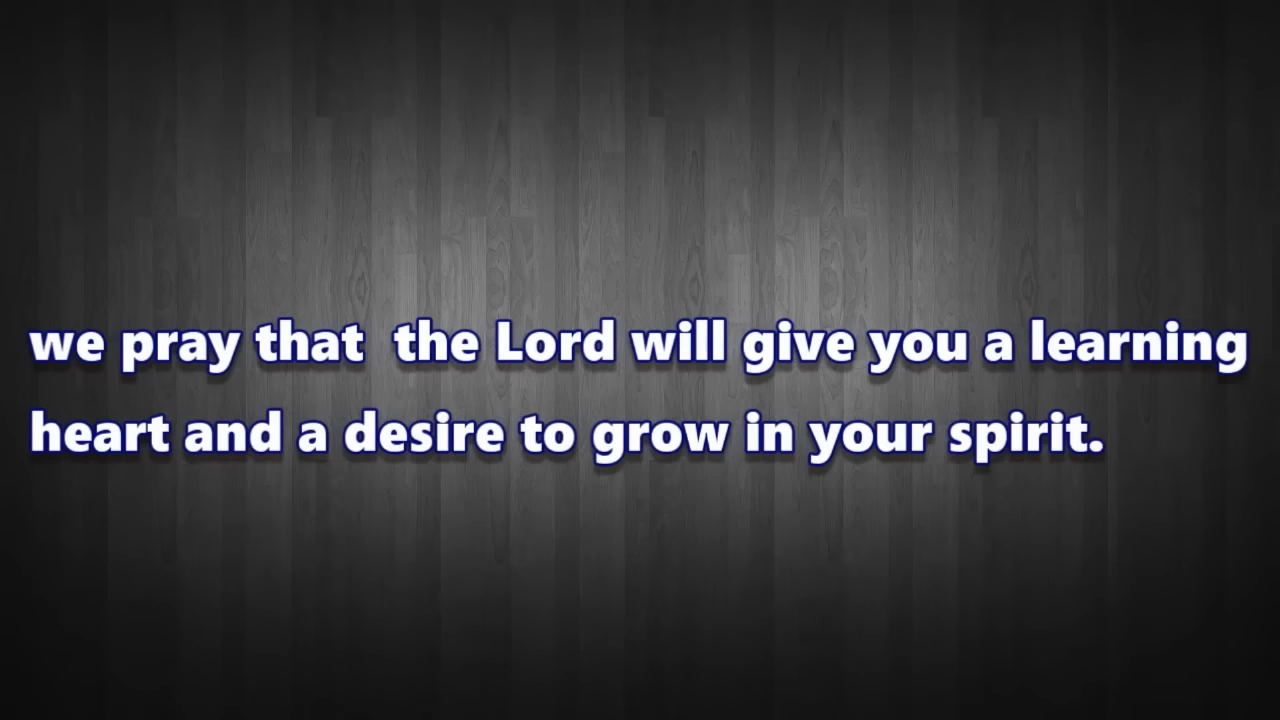 we pray that  the Lord will give you a learning
heart and a desire to grow in your spirit.